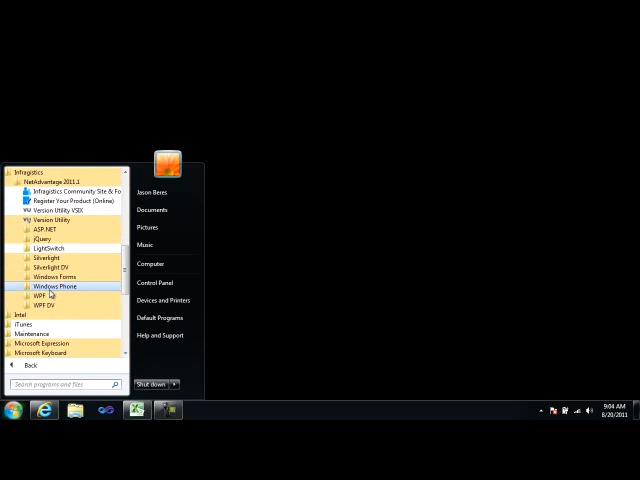 Infragistics
NetAdvantage 2011.1
Infragistics Community Site & Fo
Register Your Product (Online)
Version Utility VSIX
Version Utility
ASP.NET
jQuery
LightSwitch
Silverlight
Silverlight DV
Windows Forms
Windows Phone
WPF
WPF DV
Intel
iTunes
Maintenance
Microsoft Expression
Microsoft Keyboard
Back
Search programs and files
Jason Beres
Documents
Pictures
Music
Computer
Control Panel
Devices and Printers
Default Programs
Help and Support
Shut down
9:04 AM
8/20/2011